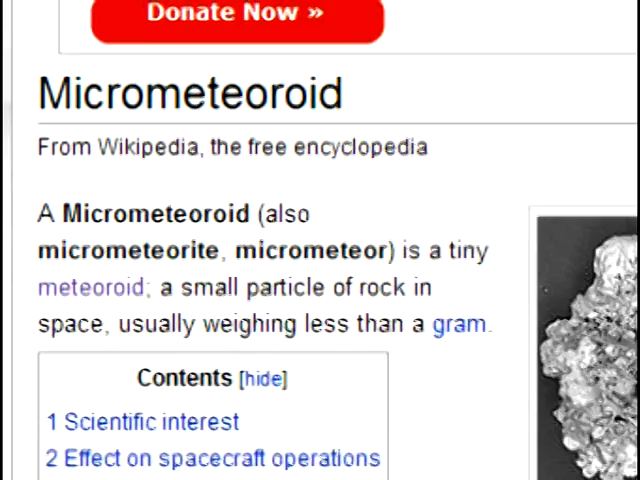 Donate Now »
Micrometeoroid
From Wikipedia, the free encyclopedia
A Micrometeoroid (also
micrometeorite, micrometeor) is a tiny
meteoroid; a small particle of rock in
space, usually weighing less than a gram.
Contents [hide]
1 Scientific interest
2 Effect on spacecraft operations